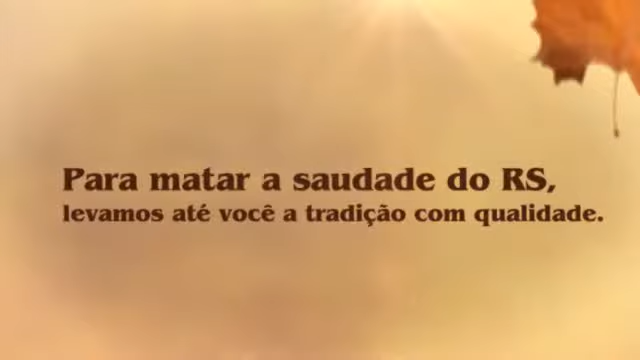 Para matar a saudade do RS,
levamos até você a tradição com qualidade.